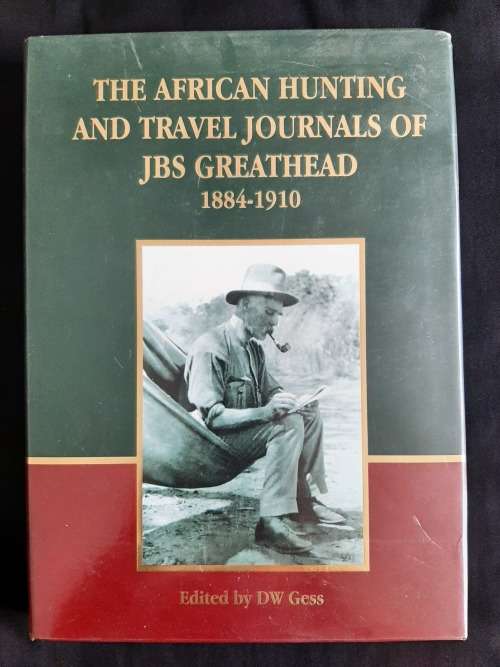 THE AFRICAN HUNTING
AND TRAVEL JOURNALS OF
JBS GREATHEAD
1884-1910
Edited by DW Gess